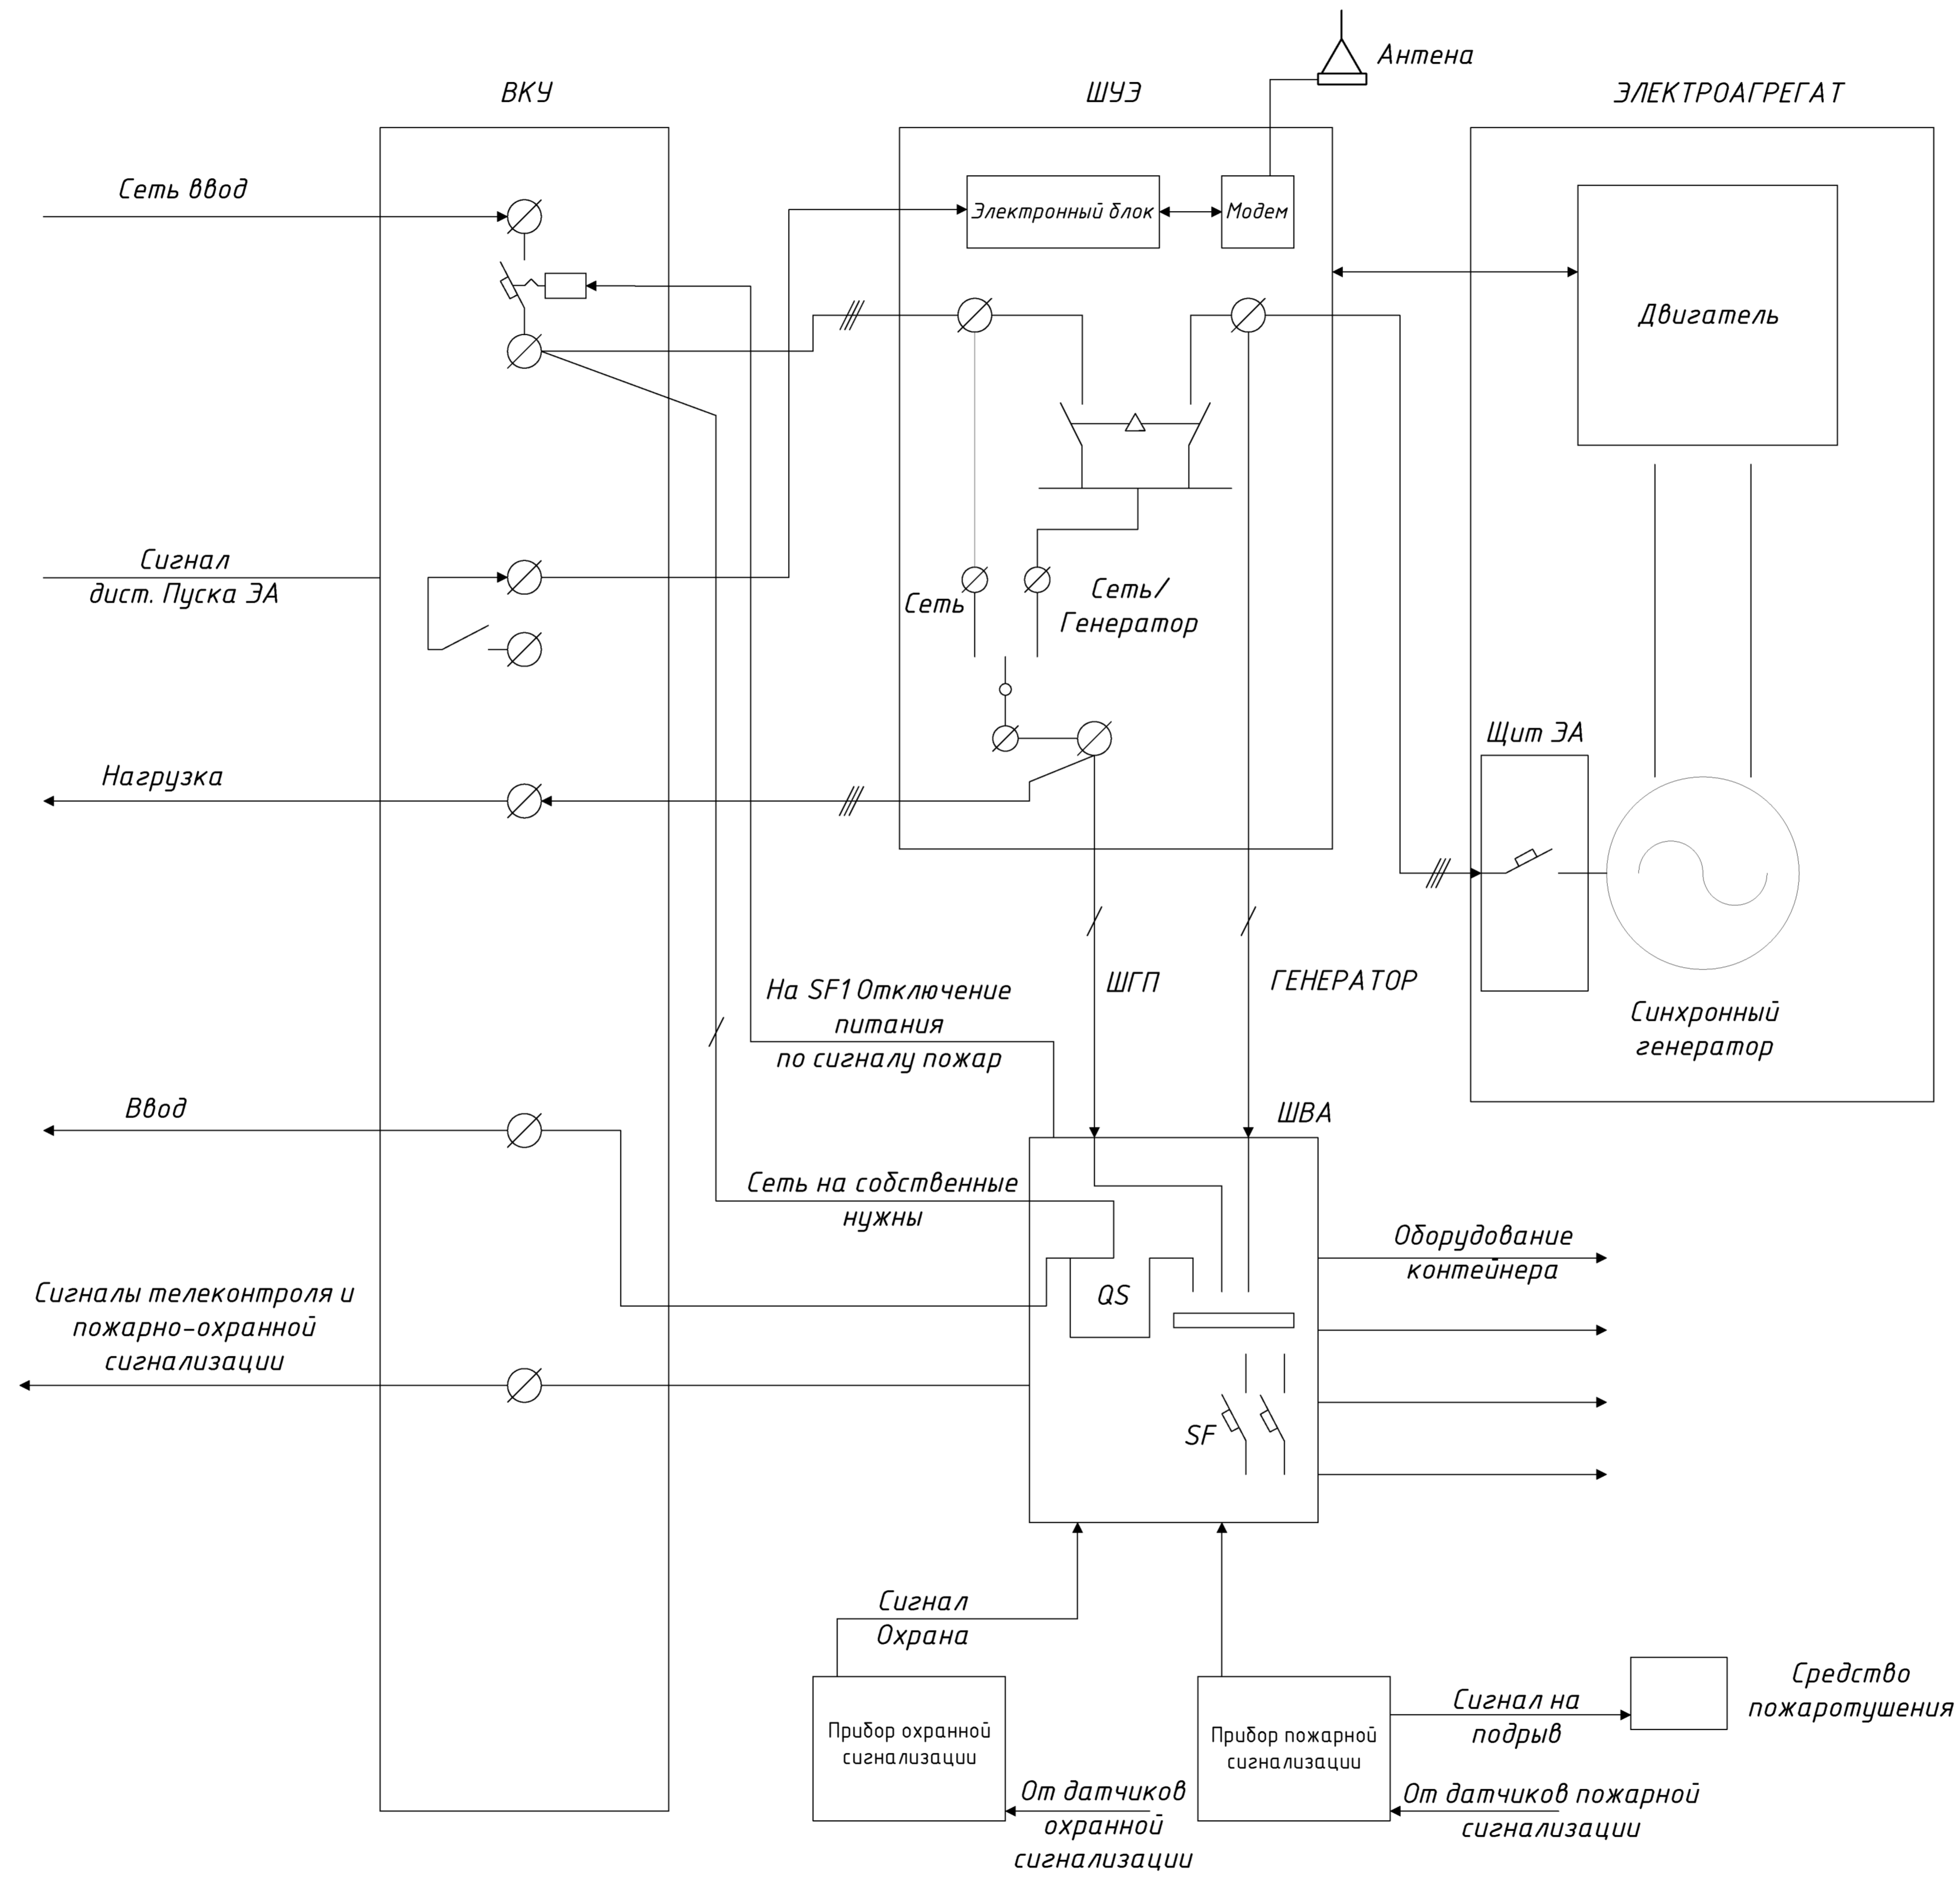 Антена
ВКУ
ШУЭ
ЭЛЕКТРОАГРЕГАТ
Сеть ввод
Электронный блок
Модем
Двигатель
Сигнал
дист. Пуска ЭА
Сеть
Сеть/
Генератор
Щит ЭА
Нагрузка
На SF1 Отключение
питания
по сигналу пожар
ШГП
ГЕНЕРАТОР
Синхронный
генератор
Ввод
ШВА
Сеть на собственные
нужны
Оборудование
контейнера
QS
Сигналы телеконтроля и
пожарно-охранной
сигнализации
SF
Сигнал
Охрана
Прибор охранной
сигнализации
Прибор пожарной
сигнализации
Сигнал на
подрыв
Средство
пожаротушения
От датчиков
охранной
сигнализации
От датчиков пожарной
сигнализации